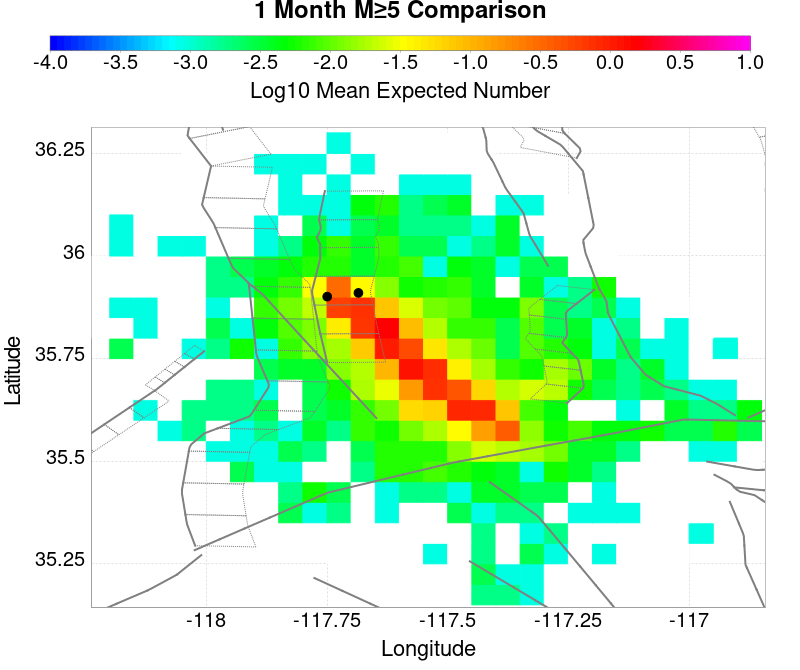 1 Month M≥5 Comparison
-4.0 -3.5 -3.0 -2.5 -2.0 -1.5 -1.0 -0.5 0.0 0.5 1.0
Log10 Mean Expected Number
36.25
36
35.75
35.5
35.25
Latitude
-118 -117.75 -117.5 -117.25 -117
Longitude